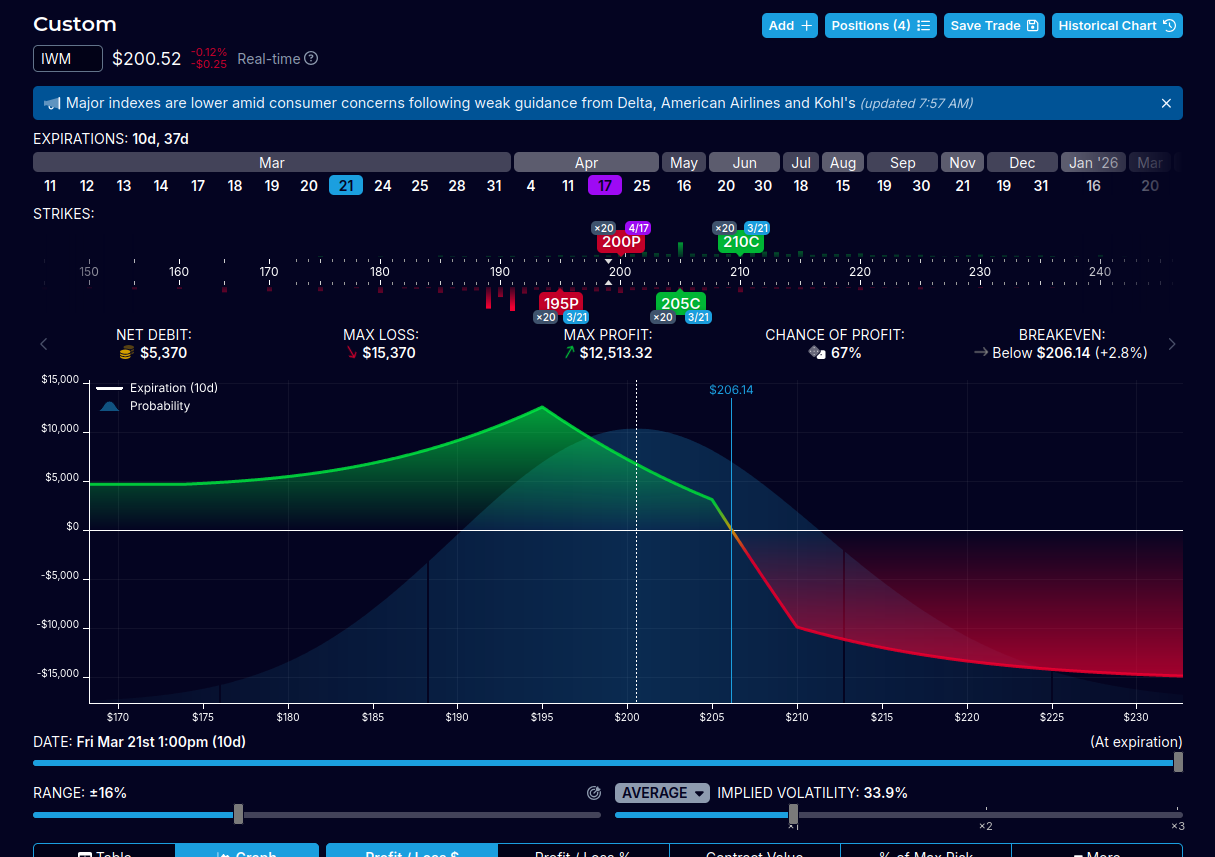 Custom
Add +
Positions (4)
Save Trade
Historical Chart
IWM
$200.52
-0.12%
-$0.25
Real-time
Major indexes are lower amid consumer concerns following weak guidance from Delta, American Airlines and Kohl's (updated 7:57 AM)
EXPIRATIONS: 10d, 37d
Mar Apr May Jun Jul Aug Sep Nov Dec Jan '26 Mar
11 12 13 14 17 18 19 20 21 24 25 28 31 4 11 17 25 16 20 30 18 15 19 30 21 19 31 16 20
STRIKES:
×20 4/17 ×20 3/21
200P 210C
150 160 170 180 190 200 210 220 230 240
195P 205C
×20 3/21 ×20 3/21
NET DEBIT: MAX LOSS: MAX PROFIT: CHANCE OF PROFIT: BREAKEVEN:
$5,370 $15,370 $12,513.32 67% Below $206.14 (+2.8%)
Expiration (10d)
Probability
$206.14
$15,000
$10,000
$5,000
$0
-$5,000
-$10,000
-$15,000
$170 $175 $180 $185 $190 $195 $200 $205 $210 $215 $220 $225 $230
DATE: Fri Mar 21st 1:00pm (10d)
(At expiration)
RANGE: ±16%
AVERAGE IMPLIED VOLATILITY: 33.9%
×1 ×2 ×3
Table Graph Profit / Loss $ Profit / Loss % Contract Value % of Max Risk More